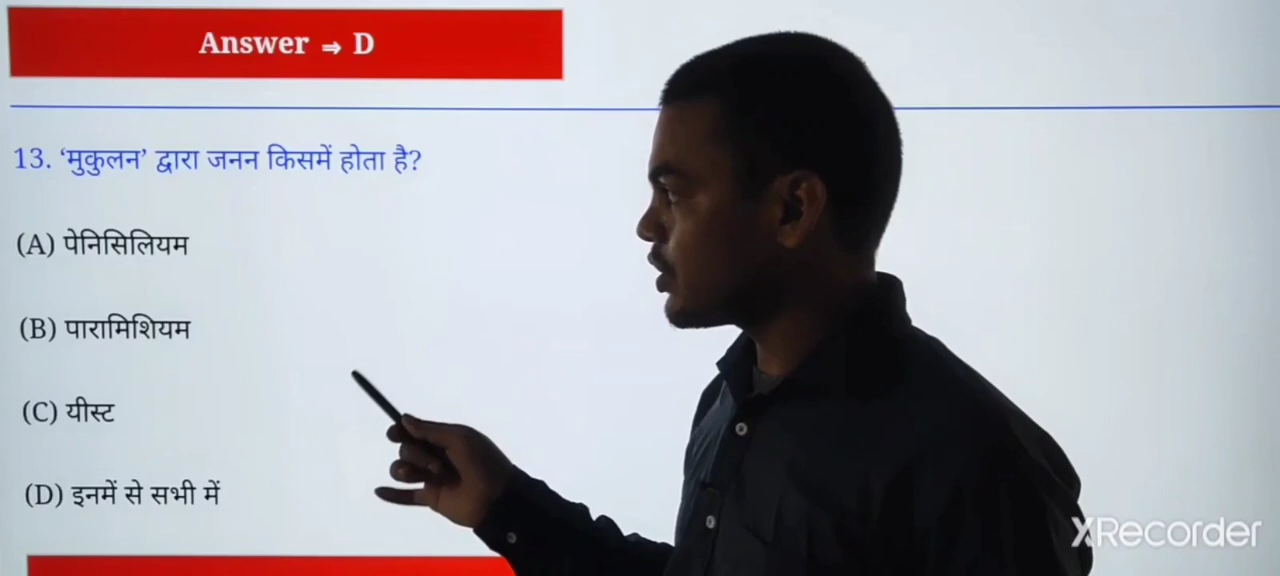 Answer ⇒ D
13. ‘मुकुलन’ द्वारा जनन किसमें होता है?
(A) पेनिसिलियम
(B) पारामिशियम
(C) यीस्ट
(D) इनमें से सभी में
XRecorder